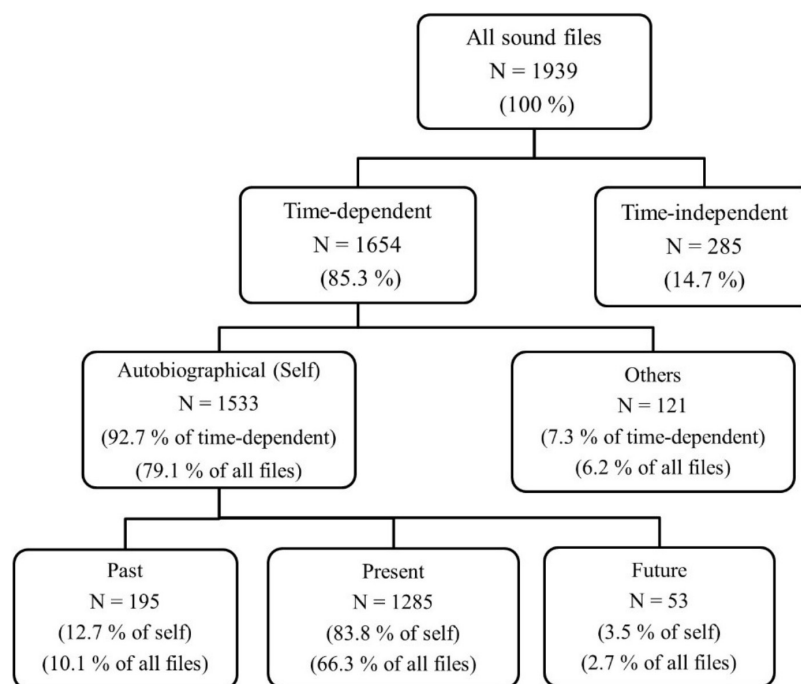 All sound files
N = 1939
(100 %)
Time-dependent
N = 1654
(85.3 %)
Time-independent
N = 285
(14.7 %)
Autobiographical (Self)
N = 1533
(92.7 % of time-dependent)
(79.1 % of all files)
Others
N = 121
(7.3 % of time-dependent)
(6.2 % of all files)
Past
N = 195
(12.7 % of self)
(10.1 % of all files)
Present
N = 1285
(83.8 % of self)
(66.3 % of all files)
Future
N = 53
(3.5 % of self)
(2.7 % of all files)